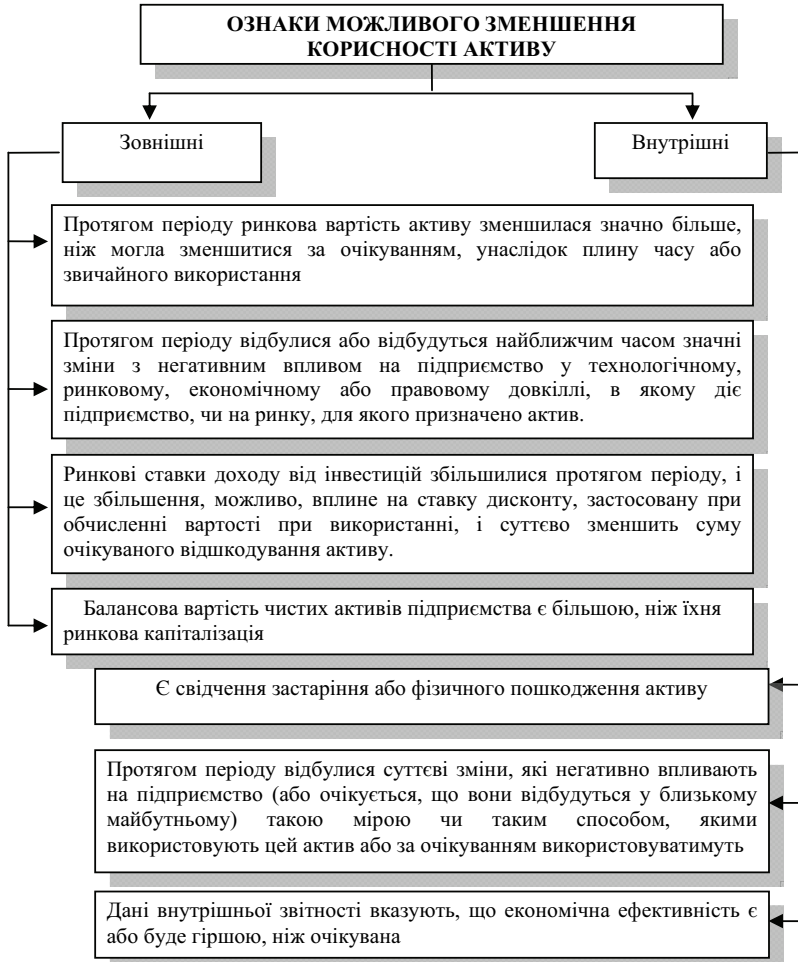 ОЗНАКИ МОЖЛИВОГО ЗМЕНШЕННЯ
КОРИСНОСТІ АКТИВУ
Зовнішні
Внутрішні
Протягом періоду ринкова вартість активу зменшилася значно більше,
ніж могла зменшитися за очікуванням, унаслідок плину часу або
звичайного використання
Протягом періоду відбулися або відбудуться найближчим часом значні
зміни з негативним впливом на підприємство у технологічному,
ринковому, економічному або правовому довкіллі, в якому діє
підприємство, чи на ринку, для якого призначено актив.
Ринкові ставки доходу від інвестицій збільшилися протягом періоду, і
це збільшення, можливо, вплине на ставку дисконту, застосовану при
обчисленні вартості при використанні, і суттєво зменшить суму
очікуваного відшкодування активу.
Балансова вартість чистих активів підприємства є більшою, ніж їхня
ринкова капіталізація
Є свідчення застаріння або фізичного пошкодження активу
Протягом періоду відбулися суттєві зміни, які негативно впливають
на підприємство (або очікується, що вони відбудуться у близькому
майбутньому) такою мірою чи таким способом, якими
використовують цей актив або за очікуванням використовуватимуть
Дані внутрішньої звітності вказують, що економічна ефективність є
або буде гіршою, ніж очікувана